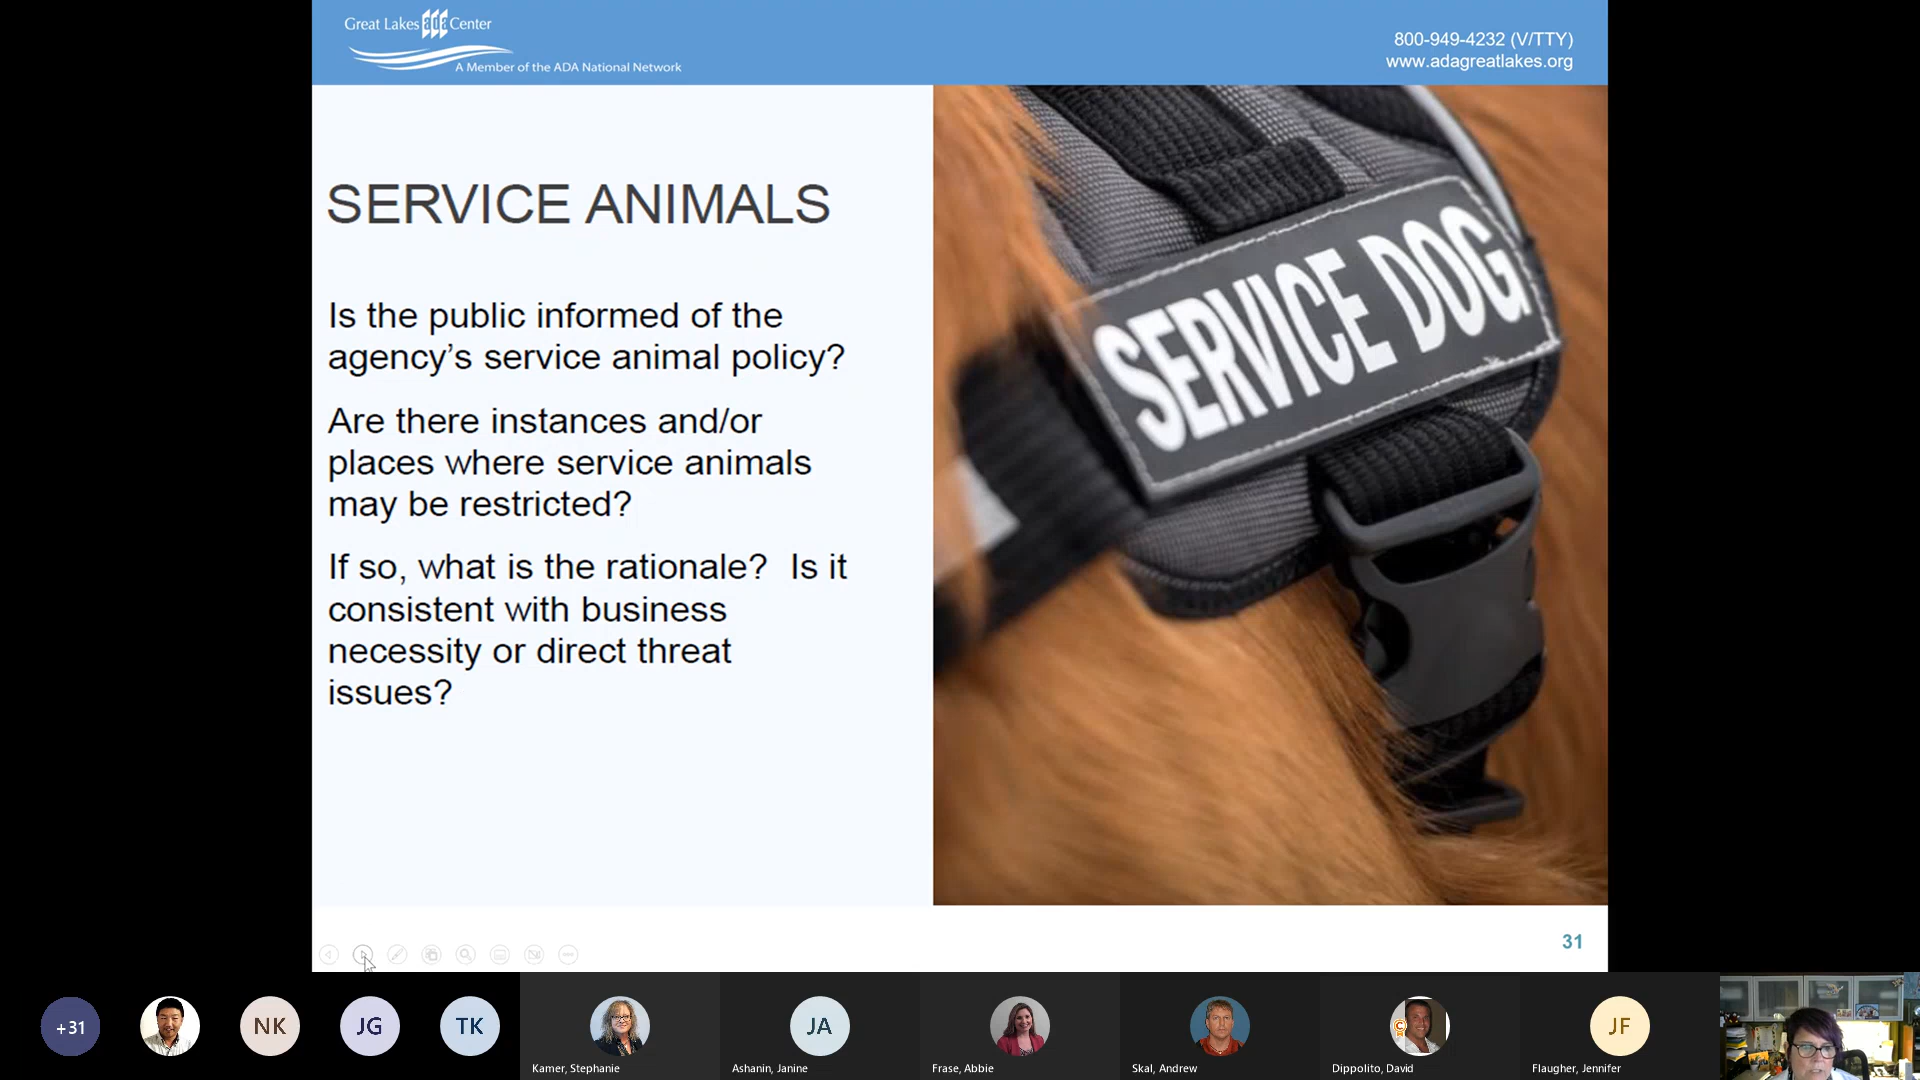 Great Lakes ada Center
A Member of the ADA National Network
800-949-4232 (V/TTY)
www.adagreatlakes.org
SERVICE ANIMALS
Is the public informed of the
agency’s service animal policy?
Are there instances and/or
places where service animals
may be restricted?
If so, what is the rationale?  Is it
consistent with business
necessity or direct threat
issues?
SERVICE DOG
31
+31
NK
JG
TK
JA
JF
Kamer, Stephanie
Ashanin, Janine
Frase, Abbie
Skal, Andrew
Dippolito, David
Flaugher, Jennifer